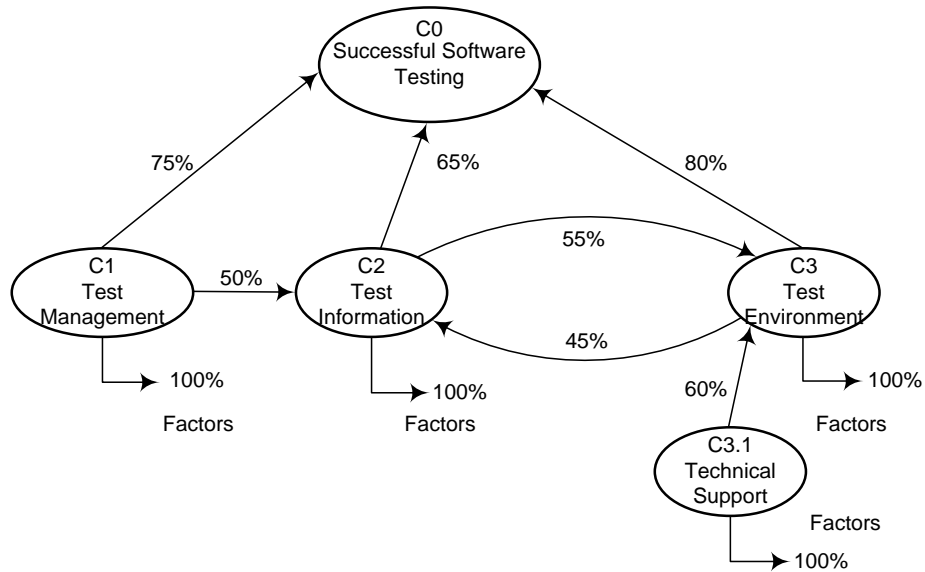 C0
Successful Software
Testing
75%
65%
80%
C1
Test
Management
50%
C2
Test
Information
55%
C3
Test
Environment
45%
100%
Factors
100%
Factors
60%
100%
Factors
C3.1
Technical
Support
Factors
100%